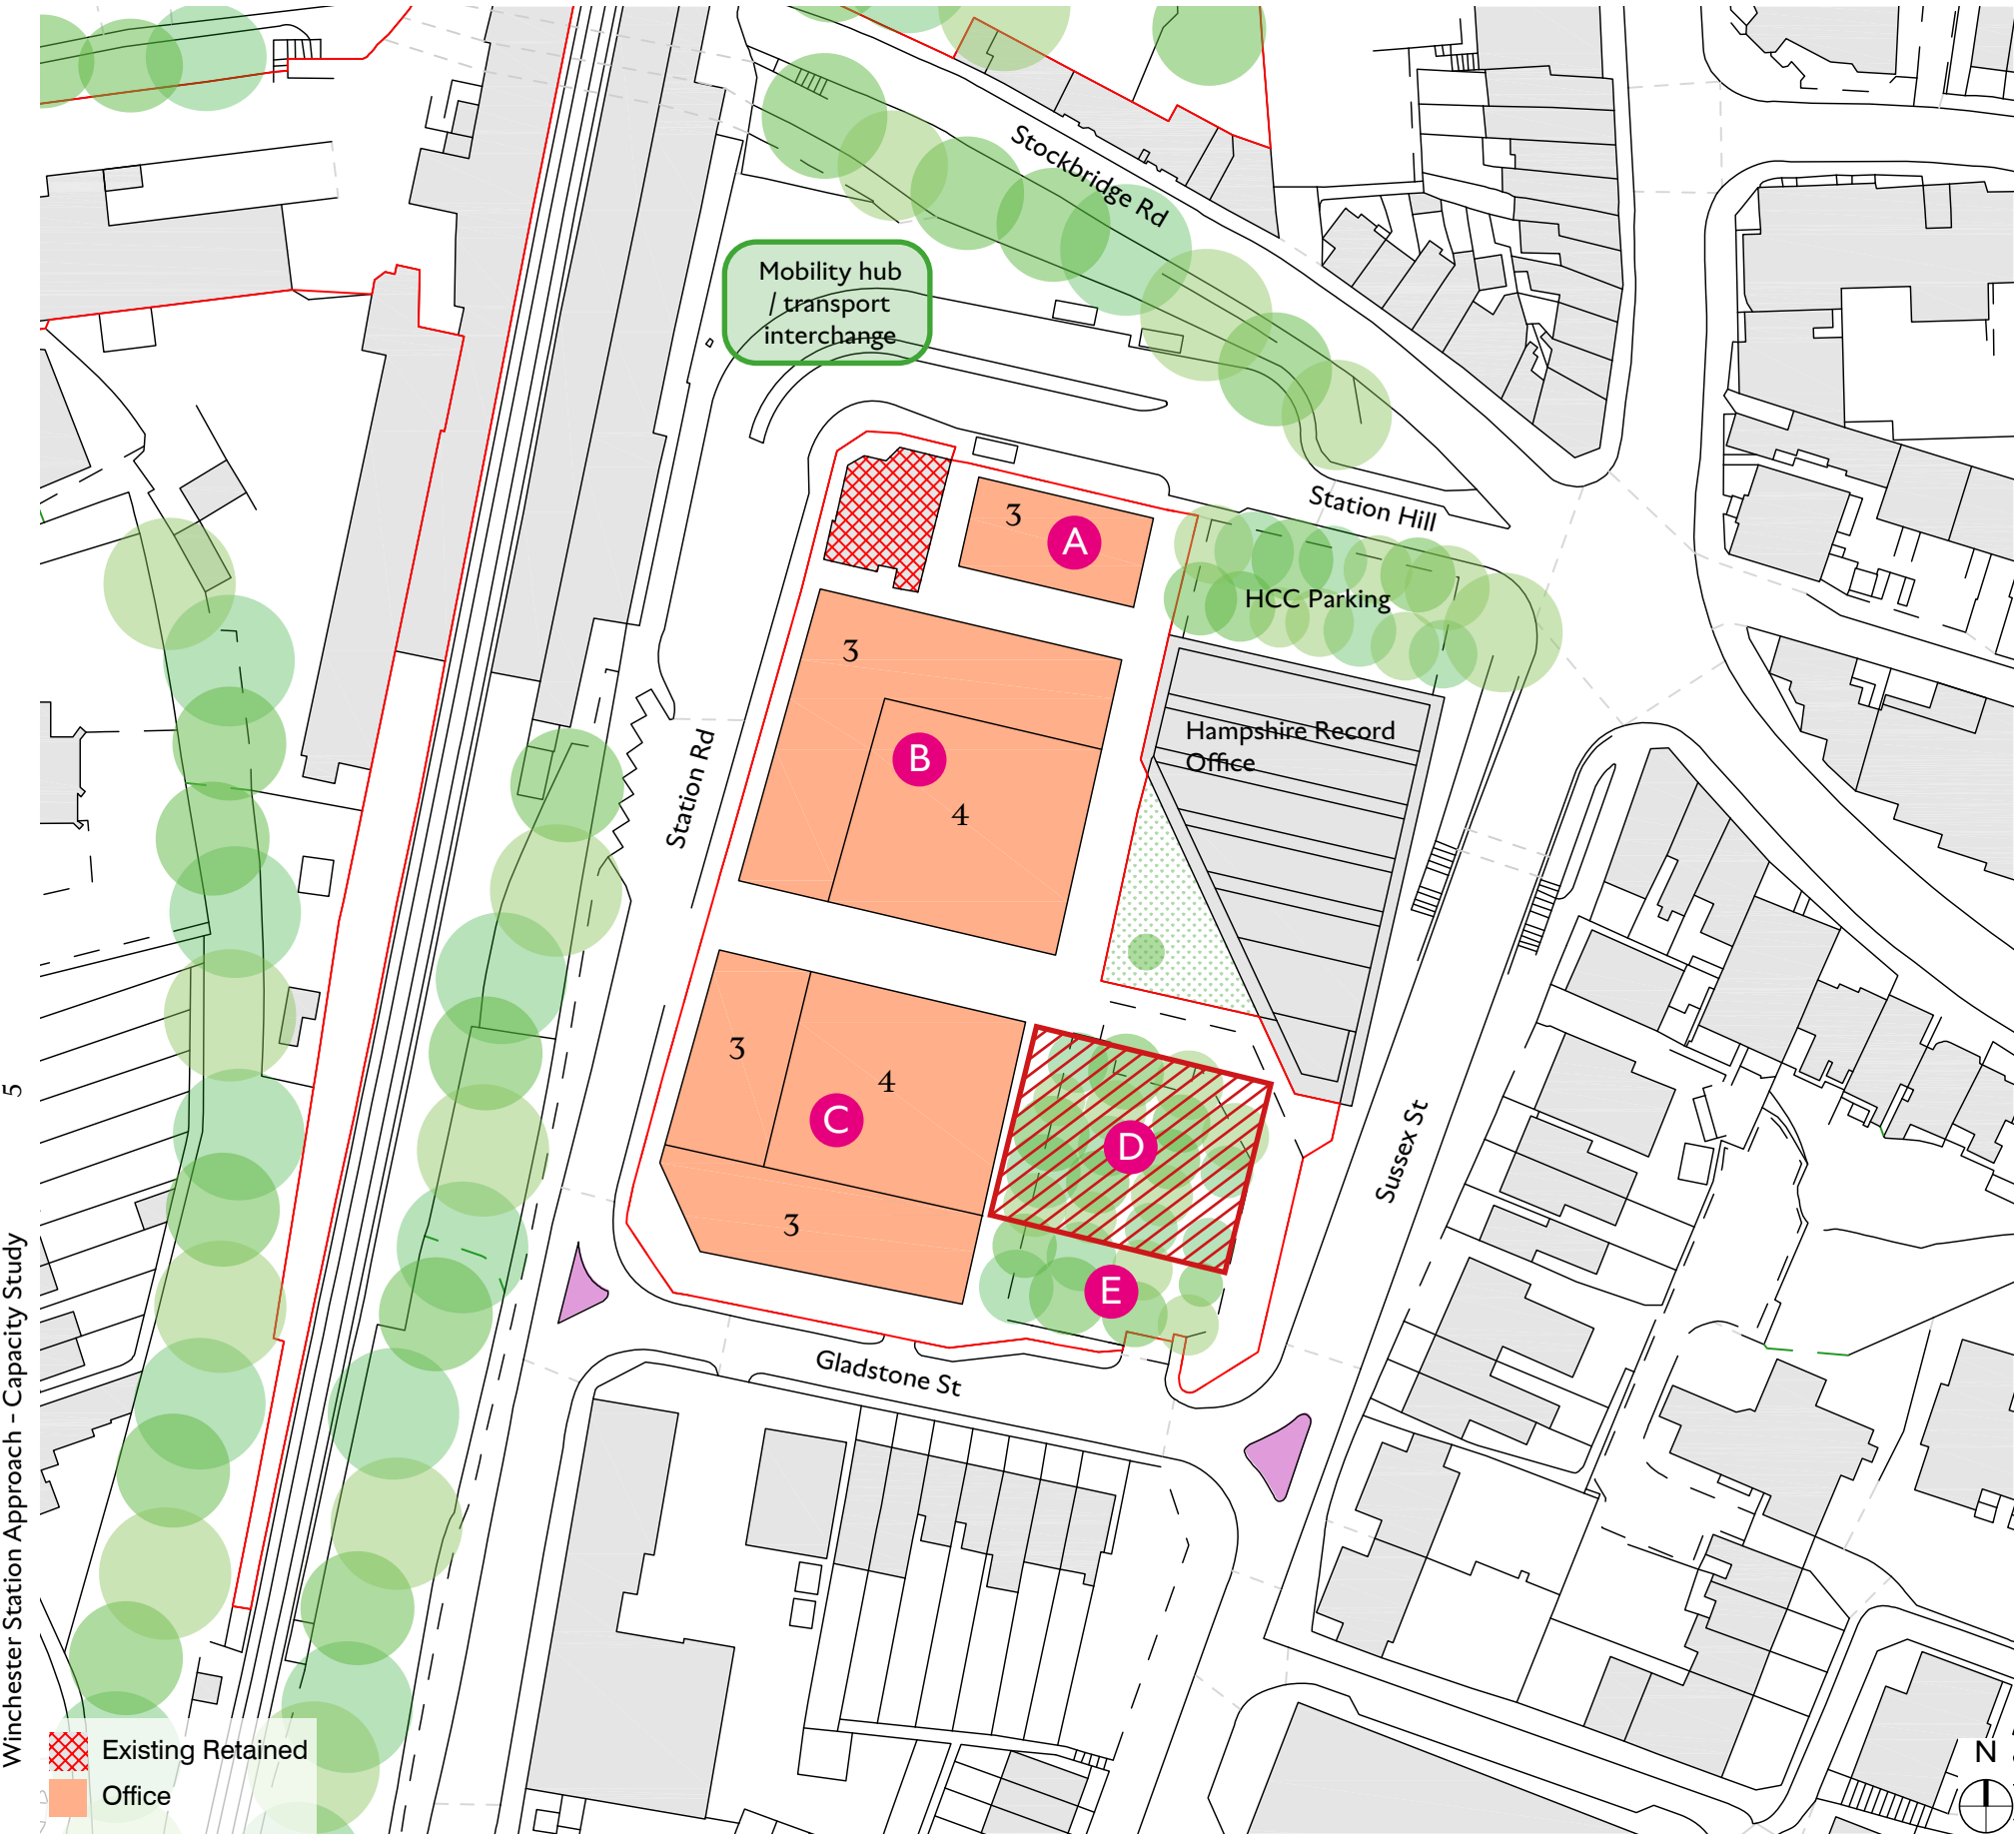 Stockbridge Rd
Mobility hub
/ transport
interchange
Station Hill
3
A
HCC Parking
3
Hampshire Record
Office
B
Station Rd
4
3
4
C
D
Sussex St
3
E
Gladstone St
Winchester Station Approach - Capacity Study
5
Existing Retained
Office
N